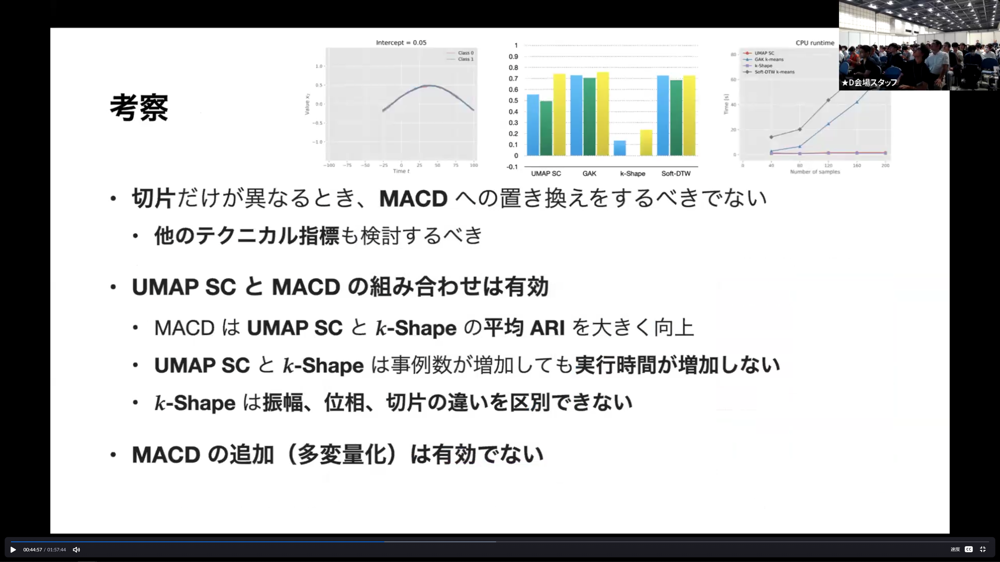 Intercept = 0.05
Class 0
Class 1
1.0
0.5
0.0
−0.5
−1.0
Value x₂
−100 −75 −50 −25 0 25 50 75 100
Time t
1
0.9
0.8
0.7
0.6
0.5
0.4
0.3
0.2
0.1
0
-0.1
UMAP SC GAK k-Shape Soft-DTW
CPU runtime
UMAP SC
GAK k-means
k-Shape
Soft-DTW k-means
80
60
40
20
0
Time [s]
0 40 80 120 160 200
Number of samples
★D会場スタッフ
考察
• 切片だけが異なるとき、MACD への置き換えをするべきでない
• 他のテクニカル指標も検討するべき
• UMAP SC と MACD の組み合わせは有効
• MACD は UMAP SC と k-Shape の平均 ARI を大きく向上
• UMAP SC と k-Shape は事例数が増加しても実行時間が増加しない
• k-Shape は振幅、位相、切片の違いを区別できない
• MACD の追加（多変量化）は有効でない
00:44:57 / 01:57:44
速度 CC